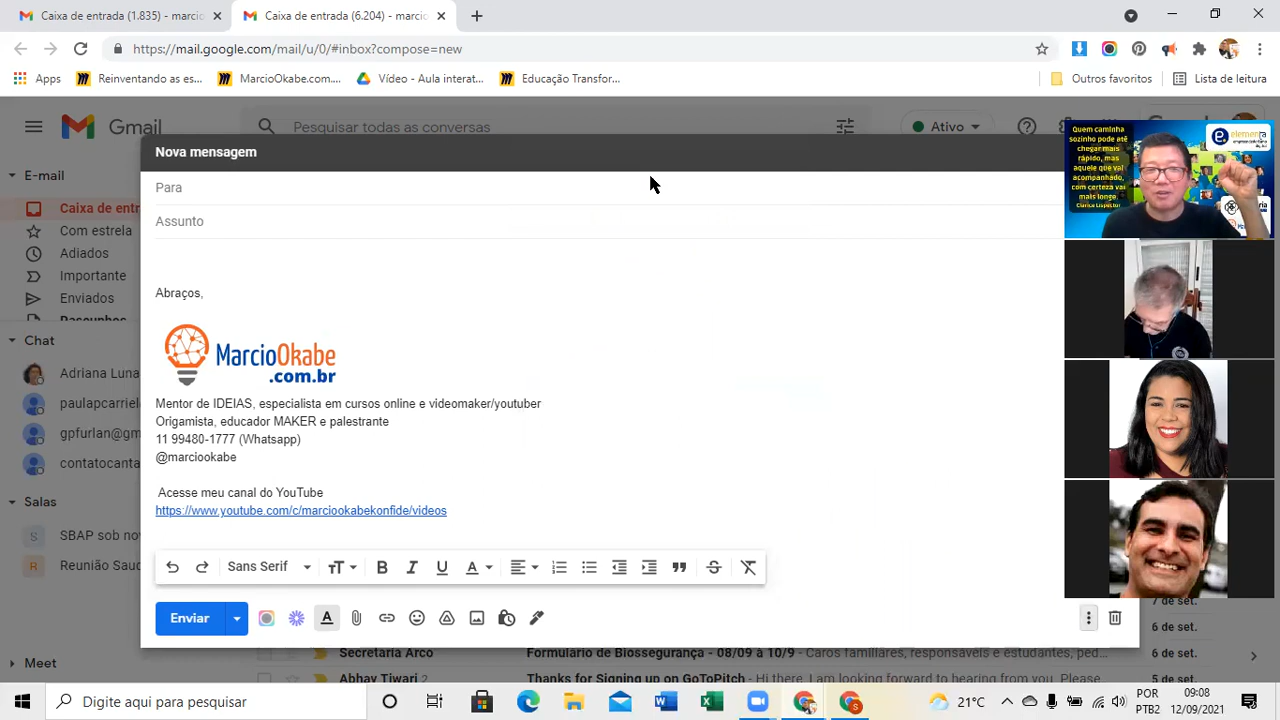 Caixa de entrada (1.835) - marcio
Caixa de entrada (6.204) - marcio
https://mail.google.com/mail/u/0/#inbox?compose=new
Apps
Reinventando as es...
MarcioOkabe.com....
Vídeo - Aula interat...
Educação Transfor...
Outros favoritos
Lista de leitura
Gmail
Pesquisar todas as conversas
Ativo
Nova mensagem
Para
Assunto
E-mail
Caixa de entr
Com estrela
Adiados
Importante
Enviados
Rascunhos
Chat
Adriana Luna
paulapcarriel
gpfurlan@gm
contatocanta
Salas
S
SBAP sob nov
R
Reunião Saud
Meet
Abraços,
MarcioOkabe
.com.br
Mentor de IDEIAS, especialista em cursos online e videomaker/youtuber
Origamista, educador MAKER e palestrante
11 99480-1777 (Whatsapp)
@marciookabe
Acesse meu canal do YouTube
https://www.youtube.com/c/marciookabekonfide/videos
Sans Serif
Enviar
Quem caminha
sozinho pode até
chegar mais
rápido, mas
aquele que vai
acompanhado,
com certeza vai
mais longe.
Clarice Lispector
7 de set.
6 de set.
Secretaria Arco
Formulário de Biossegurança - 08/09 à 10/9 - Caros familiares, responsáveis e estudantes, ped...
6 de set.
Abhay Tiwari 2
Thanks for Signing up on GoToPitch - Hi there, I am looking forward to hearing from you. Please...
Digite aqui para pesquisar
21°C
POR
PTB2
09:08
12/09/2021